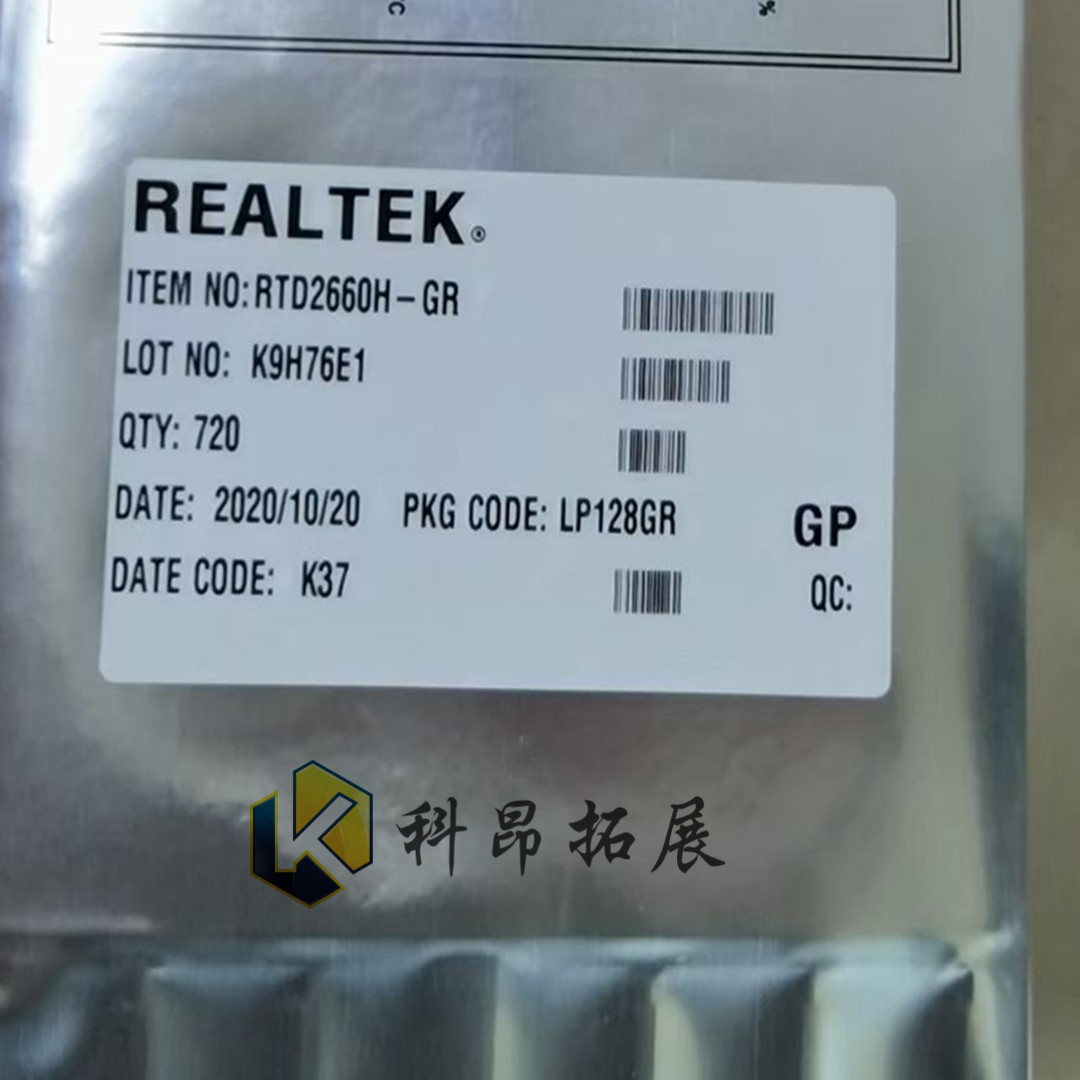 REALTEK®
ITEM NO:RTD2660H-GR
LOT NO: K9H76E1
QTY: 720
DATE: 2020/10/20 PKG CODE: LP128GR GP
DATE CODE: K37 QC:
科昂拓展